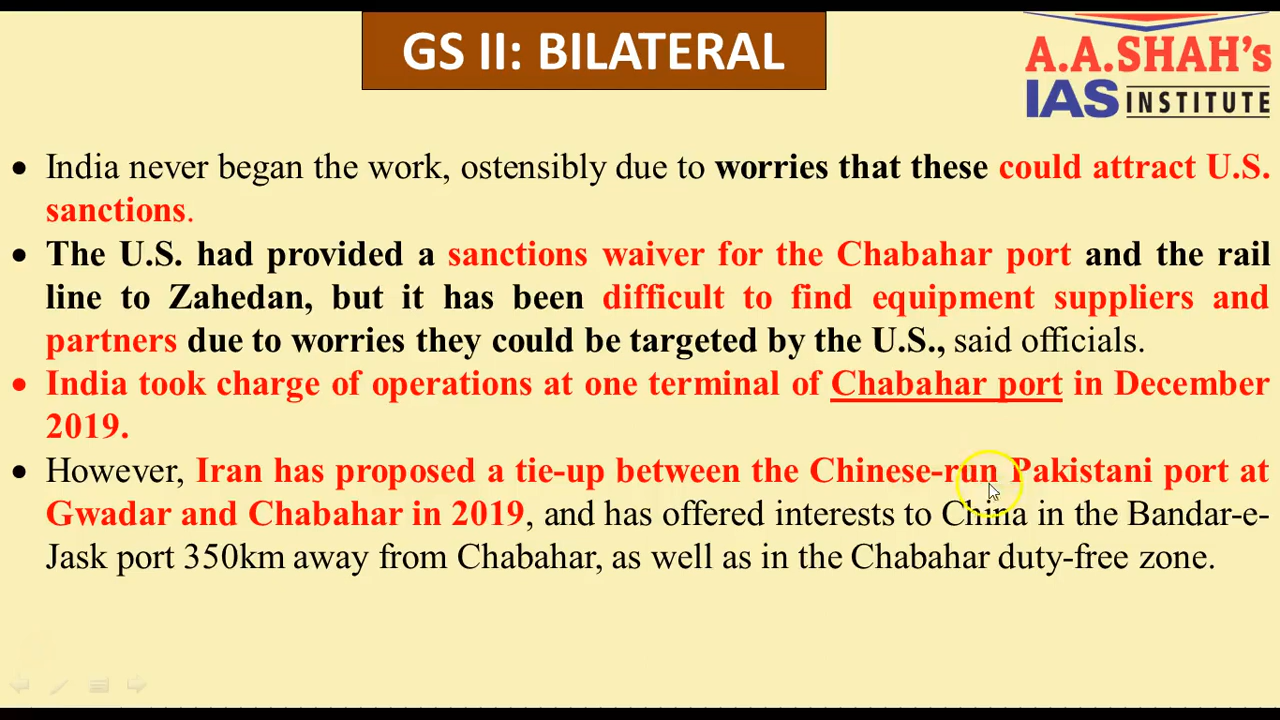 GS II: BILATERAL
A.A.SHAH's
IAS INSTITUTE
• India never began the work, ostensibly due to worries that these could attract U.S.
sanctions.
• The U.S. had provided a sanctions waiver for the Chabahar port and the rail
line to Zahedan, but it has been difficult to find equipment suppliers and
partners due to worries they could be targeted by the U.S., said officials.
• India took charge of operations at one terminal of Chabahar port in December
2019.
• However, Iran has proposed a tie-up between the Chinese-run Pakistani port at
Gwadar and Chabahar in 2019, and has offered interests to China in the Bandar-e-
Jask port 350km away from Chabahar, as well as in the Chabahar duty-free zone.